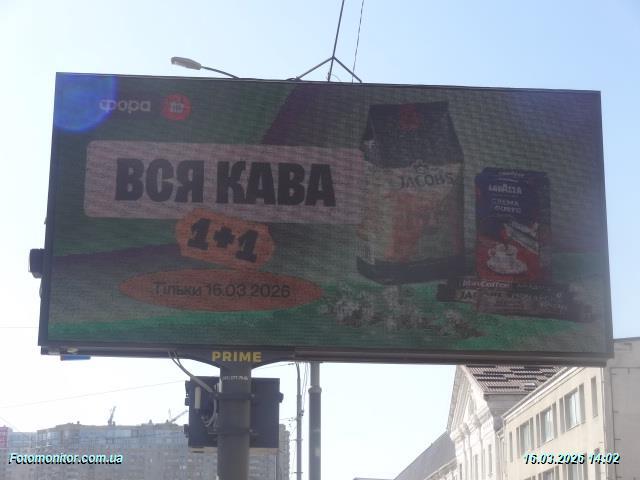 фора
ВСЯ КАВА
1+1
Тільки 16.03 2026
JACOBS
LAVAZZA
CREMA
GUSTO
MacCoffee
PRIME
Fotomonitor.com.ua
16.03.2026 14:02